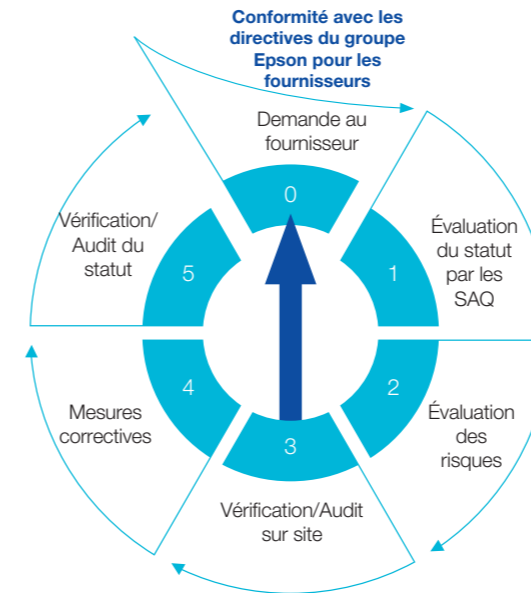 Conformité avec les
directives du groupe
Epson pour les
fournisseurs
Demande au
fournisseur
0
Évaluation
du statut
par les
SAQ
1
Évaluation
des
risques
2
Vérification/Audit
sur site
3
Mesures
correctives
4
Vérification/
Audit du
statut
5